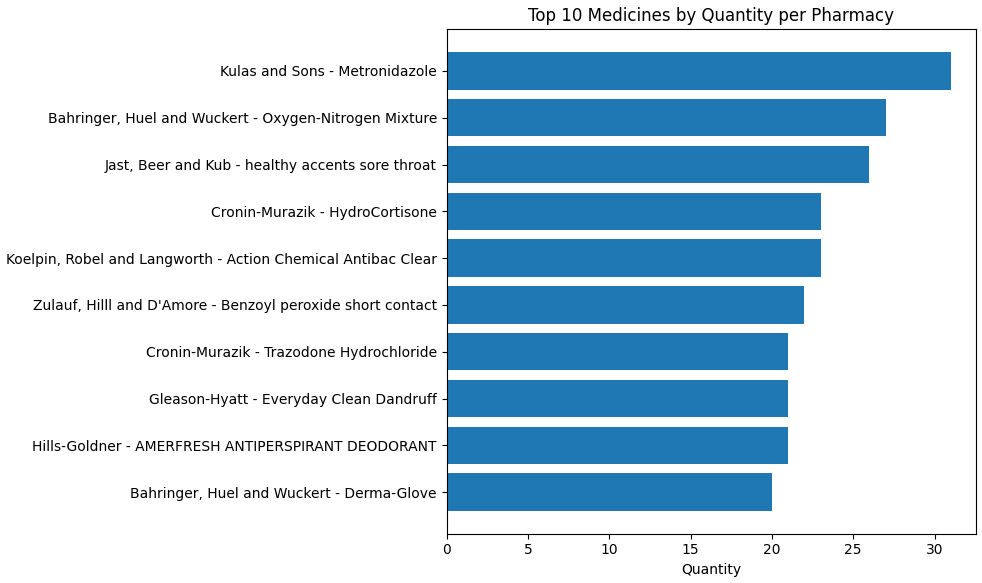 Top 10 Medicines by Quantity per Pharmacy
Kulas and Sons - Metronidazole
Bahringer, Huel and Wuckert - Oxygen-Nitrogen Mixture
Jast, Beer and Kub - healthy accents sore throat
Cronin-Murazik - HydroCortisone
Koelpin, Robel and Langworth - Action Chemical Antibac Clear
Zulauf, Hilll and D'Amore - Benzoyl peroxide short contact
Cronin-Murazik - Trazodone Hydrochloride
Gleason-Hyatt - Everyday Clean Dandruff
Hills-Goldner - AMERFRESH ANTIPERSPIRANT DEODORANT
Bahringer, Huel and Wuckert - Derma-Glove
0 5 10 15 20 25 30
Quantity